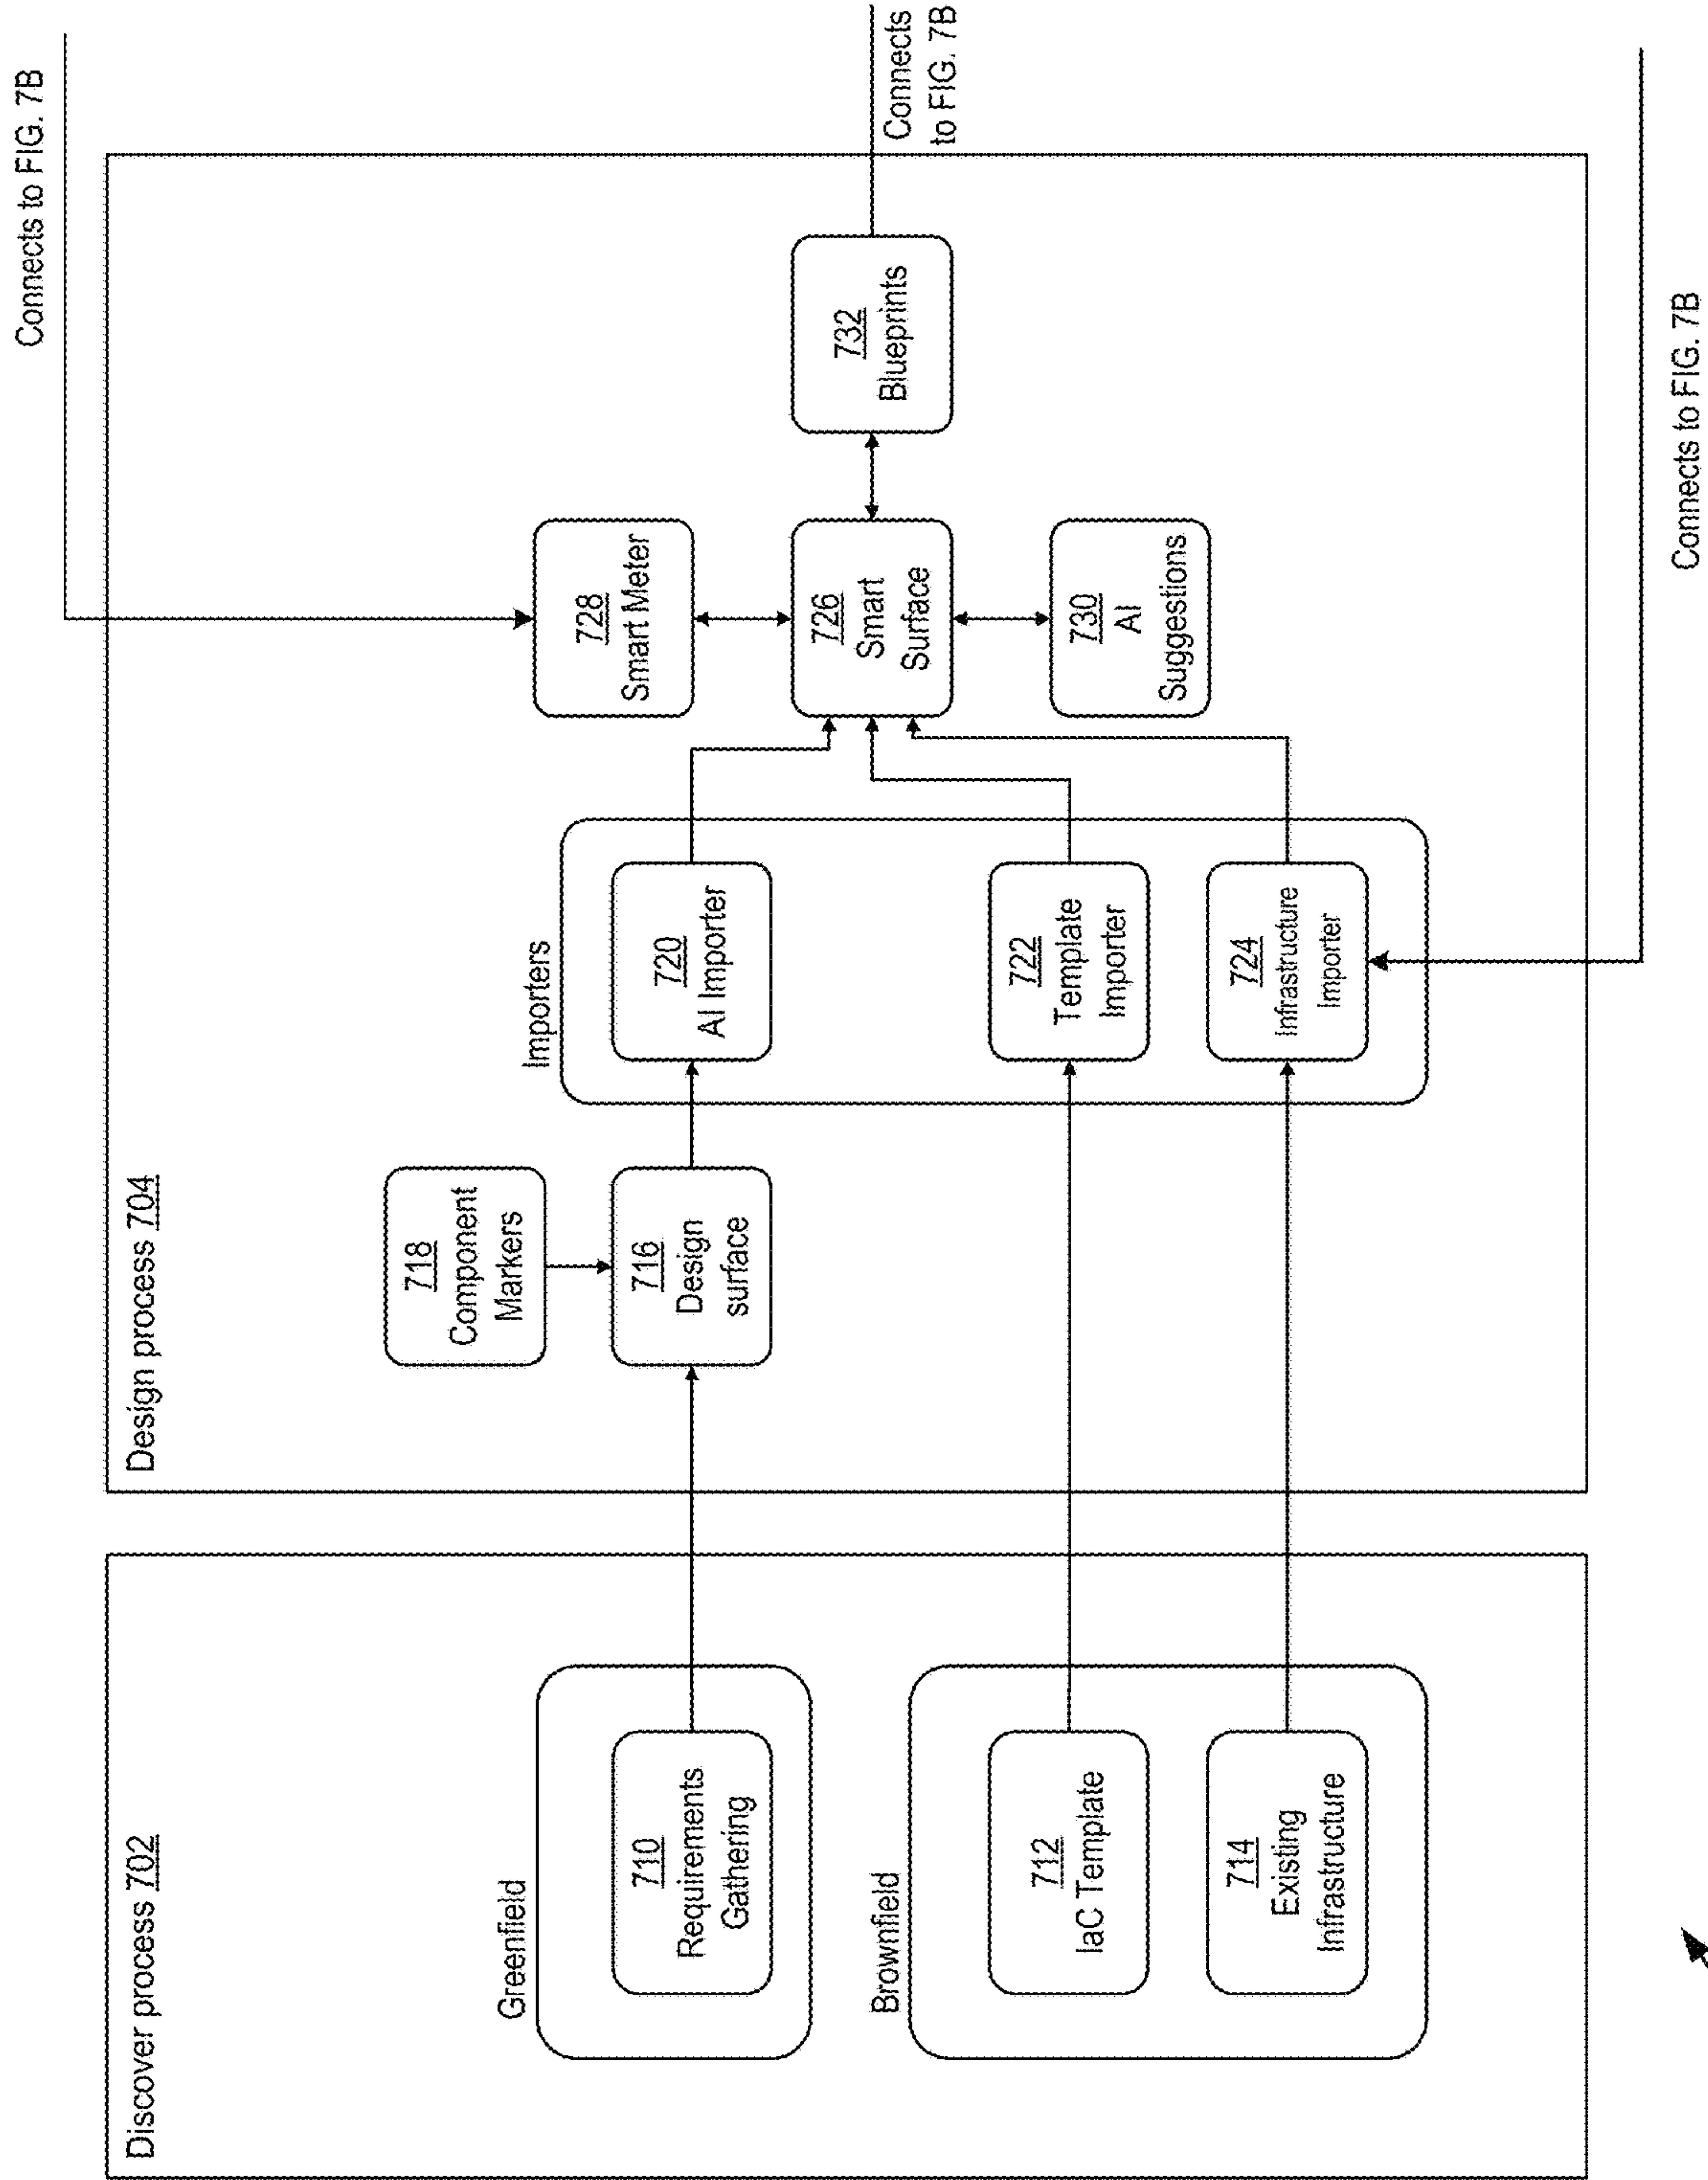 Discover process 702
Greenfield
710
Requirements
Gathering
Brownfield
712
IaC Template
714
Existing
Infrastructure
Design process 704
718
Component
Markers
716
Design
surface
Importers
720
AI Importer
722
Template
Importer
724
Infrastructure
Importer
728
Smart Meter
726
Smart
Surface
730
AI
Suggestions
732
Blueprints
Connects to FIG. 7B
Connects
to FIG. 7B
Connects to FIG. 7B